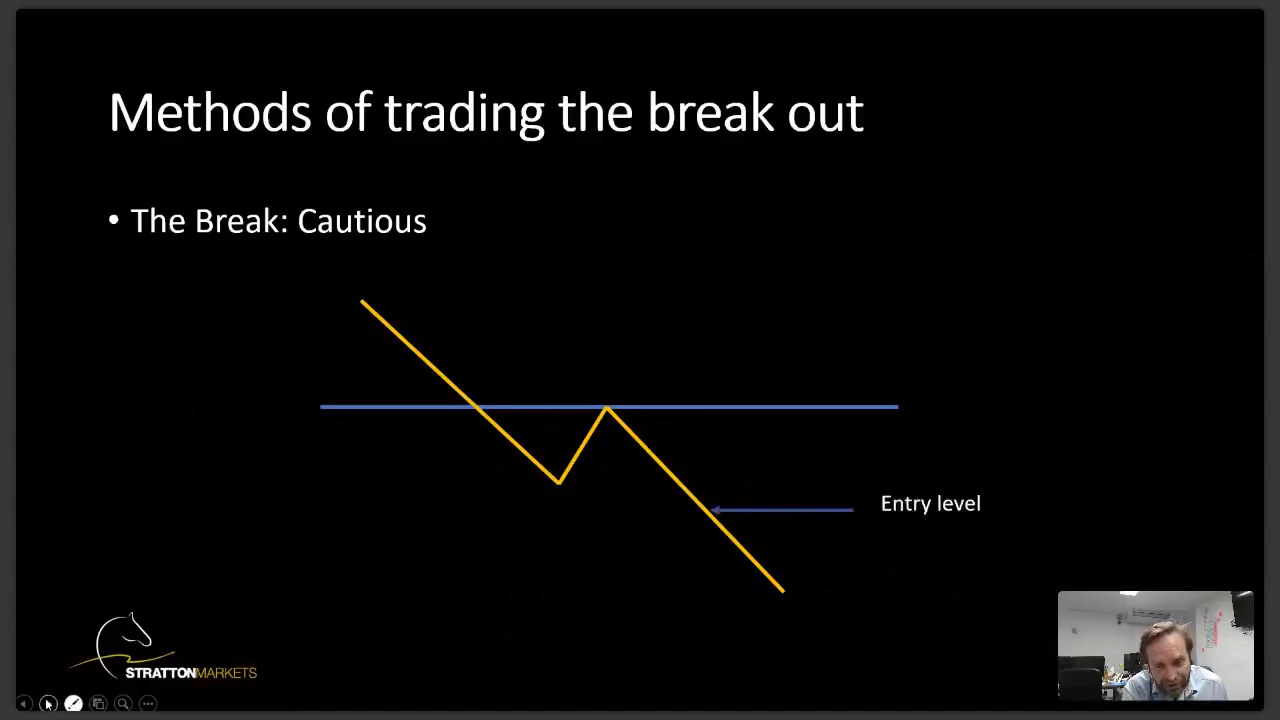 Methods of trading the break out
• The Break: Cautious
Entry level
STRATTONMARKETS